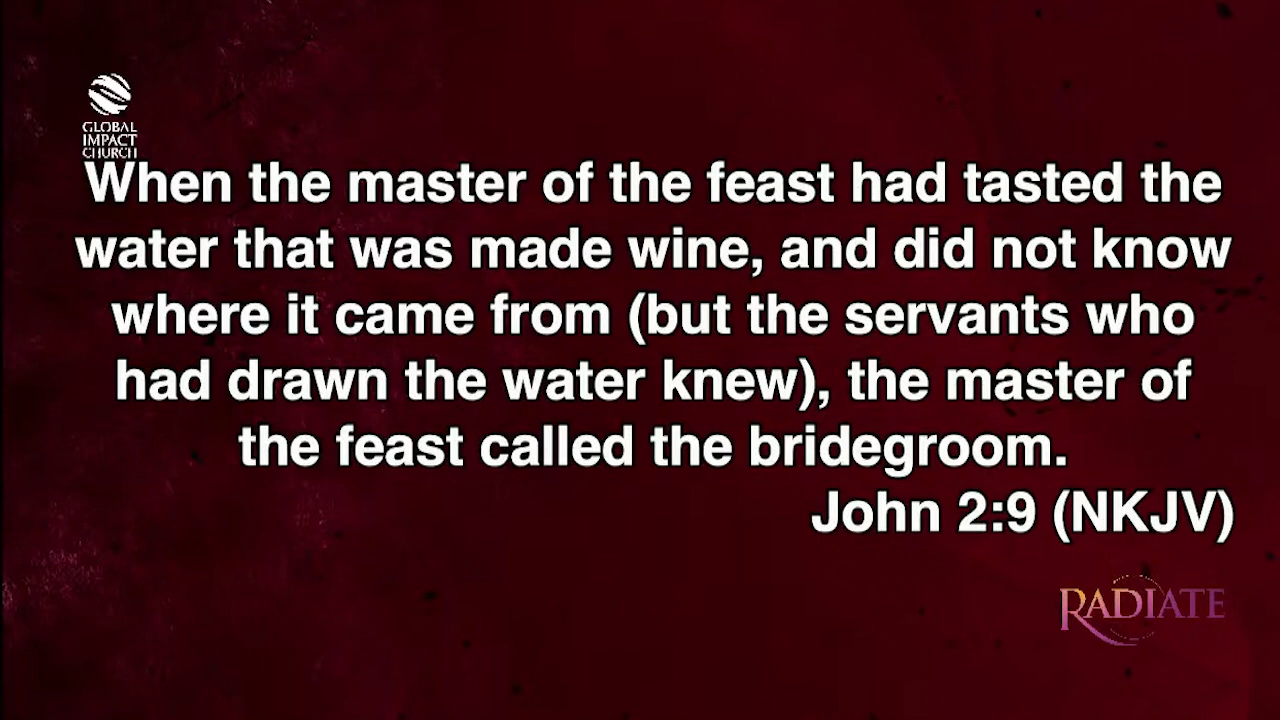 GLOBAL
IMPACT
CHURCH
When the master of the feast had tasted the
water that was made wine, and did not know
where it came from (but the servants who
had drawn the water knew), the master of
the feast called the bridegroom.
John 2:9 (NKJV)
RADIATE